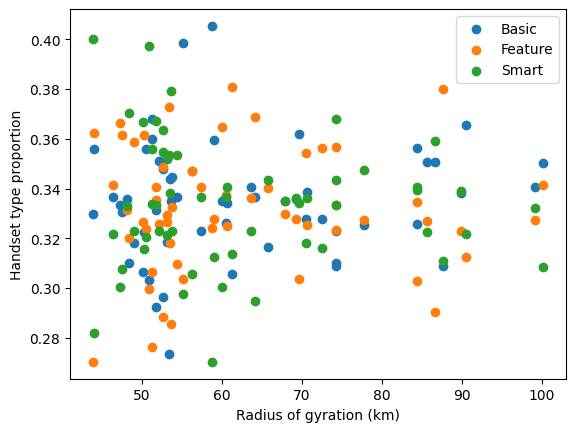 Basic
Feature
Smart
Handset type proportion
0.40
0.38
0.36
0.34
0.32
0.30
0.28
50 60 70 80 90 100
Radius of gyration (km)